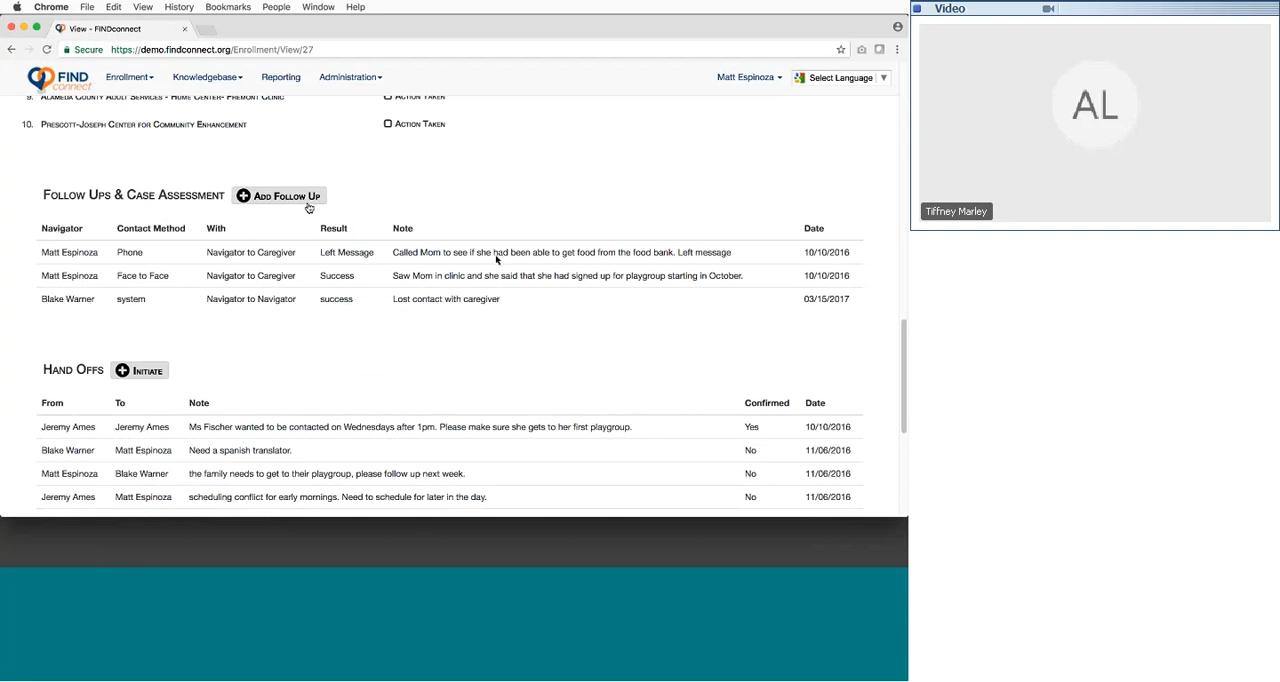 Chrome File Edit View History Bookmarks People Window Help
View - FINDconnect ×
Secure https://demo.findconnect.org/Enrollment/View/27
FIND connect Enrollment Knowledgebase Reporting Administration Matt Espinoza Select Language
9. Alameda County Adult Services - Hume Center- Fremont Clinic Action Taken
10. Prescott-Joseph Center for Community Enhancement Action Taken
Follow Ups & Case Assessment Add Follow Up
Navigator Contact Method With Result Note Date
Matt Espinoza Phone Navigator to Caregiver Left Message Called Mom to see if she had been able to get food from the food bank. Left message 10/10/2016
Matt Espinoza Face to Face Navigator to Caregiver Success Saw Mom in clinic and she said that she had signed up for playgroup starting in October. 10/10/2016
Blake Warner system Navigator to Navigator success Lost contact with caregiver 03/15/2017
Hand Offs Initiate
From To Note Confirmed Date
Jeremy Ames Jeremy Ames Ms Fischer wanted to be contacted on Wednesdays after 1pm. Please make sure she gets to her first playgroup. Yes 10/10/2016
Blake Warner Matt Espinoza Need a spanish translator. No 11/06/2016
Matt Espinoza Blake Warner the family needs to get to their playgroup, please follow up next week. No 11/06/2016
Jeremy Ames Matt Espinoza scheduling conflict for early mornings. Need to schedule for later in the day. No 11/06/2016
Video
AL
Tiffney Marley